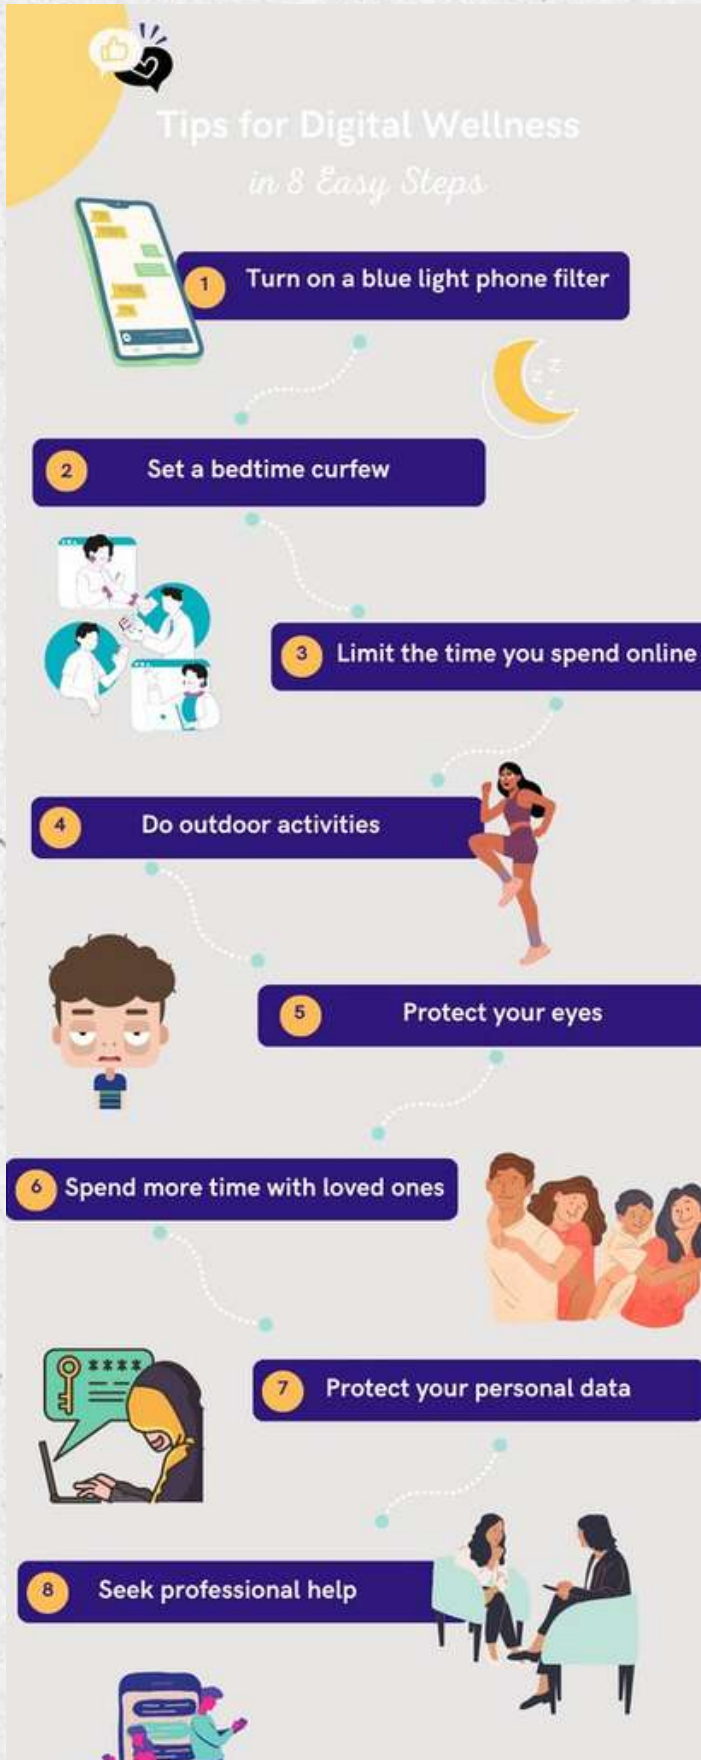 Tips for Digital Wellness
in 8 Easy Steps
1 Turn on a blue light phone filter
z
z
z
2 Set a bedtime curfew
3 Limit the time you spend online
4 Do outdoor activities
5 Protect your eyes
6 Spend more time with loved ones
****
7 Protect your personal data
8 Seek professional help